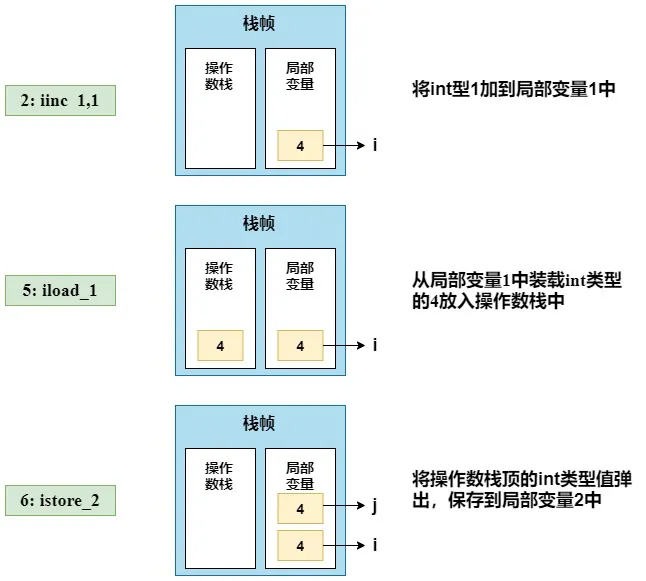 栈帧
操作
数栈
局部
变量
2: iinc 1,1
4
i
将int型1加到局部变量1中
栈帧
操作
数栈
局部
变量
5: iload_1
4
4
i
从局部变量1中装载int类型
的4放入操作数栈中
栈帧
操作
数栈
局部
变量
6: istore_2
4
j
4
i
将操作数栈顶的int类型值弹
出，保存到局部变量2中